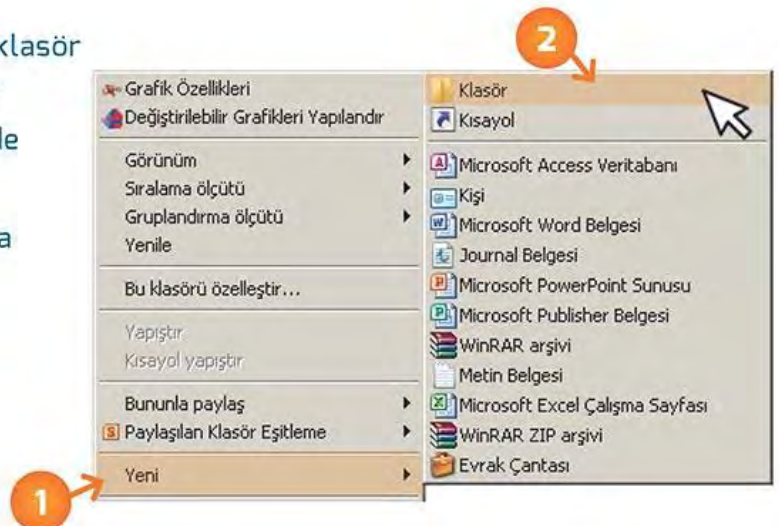 klasör
2
Grafik Özellikleri
Değiştirilebilir Grafikleri Yapılandır
Görünüm
Sıralama ölçütü
Gruplandırma ölçütü
Yenile
Bu klasörü özelleştir...
Yapıştır
Kısayol yapıştır
Bununla paylaş
Paylaşılan Klasör Eşitleme
Yeni
1
Klasör
Kısayol
Microsoft Access Veritabanı
Kişi
Microsoft Word Belgesi
Journal Belgesi
Microsoft PowerPoint Sunusu
Microsoft Publisher Belgesi
WinRAR arşivi
Metin Belgesi
Microsoft Excel Çalışma Sayfası
WinRAR ZIP arşivi
Evrak Çantası